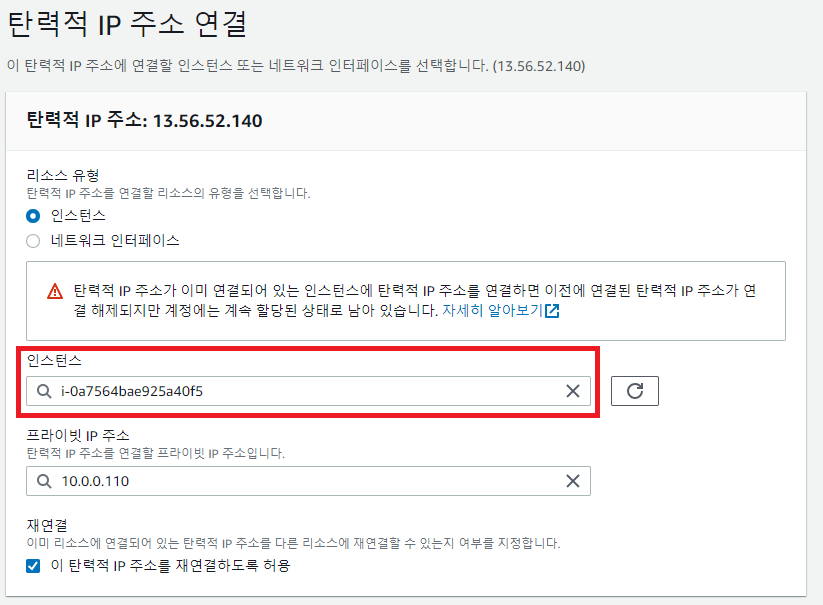 탄력적 IP 주소 연결
이 탄력적 IP 주소에 연결할 인스턴스 또는 네트워크 인터페이스를 선택합니다. (13.56.52.140)
탄력적 IP 주소: 13.56.52.140
리소스 유형
탄력적 IP 주소를 연결할 리소스의 유형을 선택합니다.
인스턴스
네트워크 인터페이스
탄력적 IP 주소가 이미 연결되어 있는 인스턴스에 탄력적 IP 주소를 연결하면 이전에 연결된 탄력적 IP 주소가 연
결 해제되지만 계정에는 계속 할당된 상태로 남아 있습니다. 자세히 알아보기
인스턴스
i-0a7564bae925a40f5
프라이빗 IP 주소
탄력적 IP 주소를 연결할 프라이빗 IP 주소입니다.
10.0.0.110
재연결
이미 리소스에 연결되어 있는 탄력적 IP 주소를 다른 리소스에 재연결할 수 있는지 여부를 지정합니다.
이 탄력적 IP 주소를 재연결하도록 허용